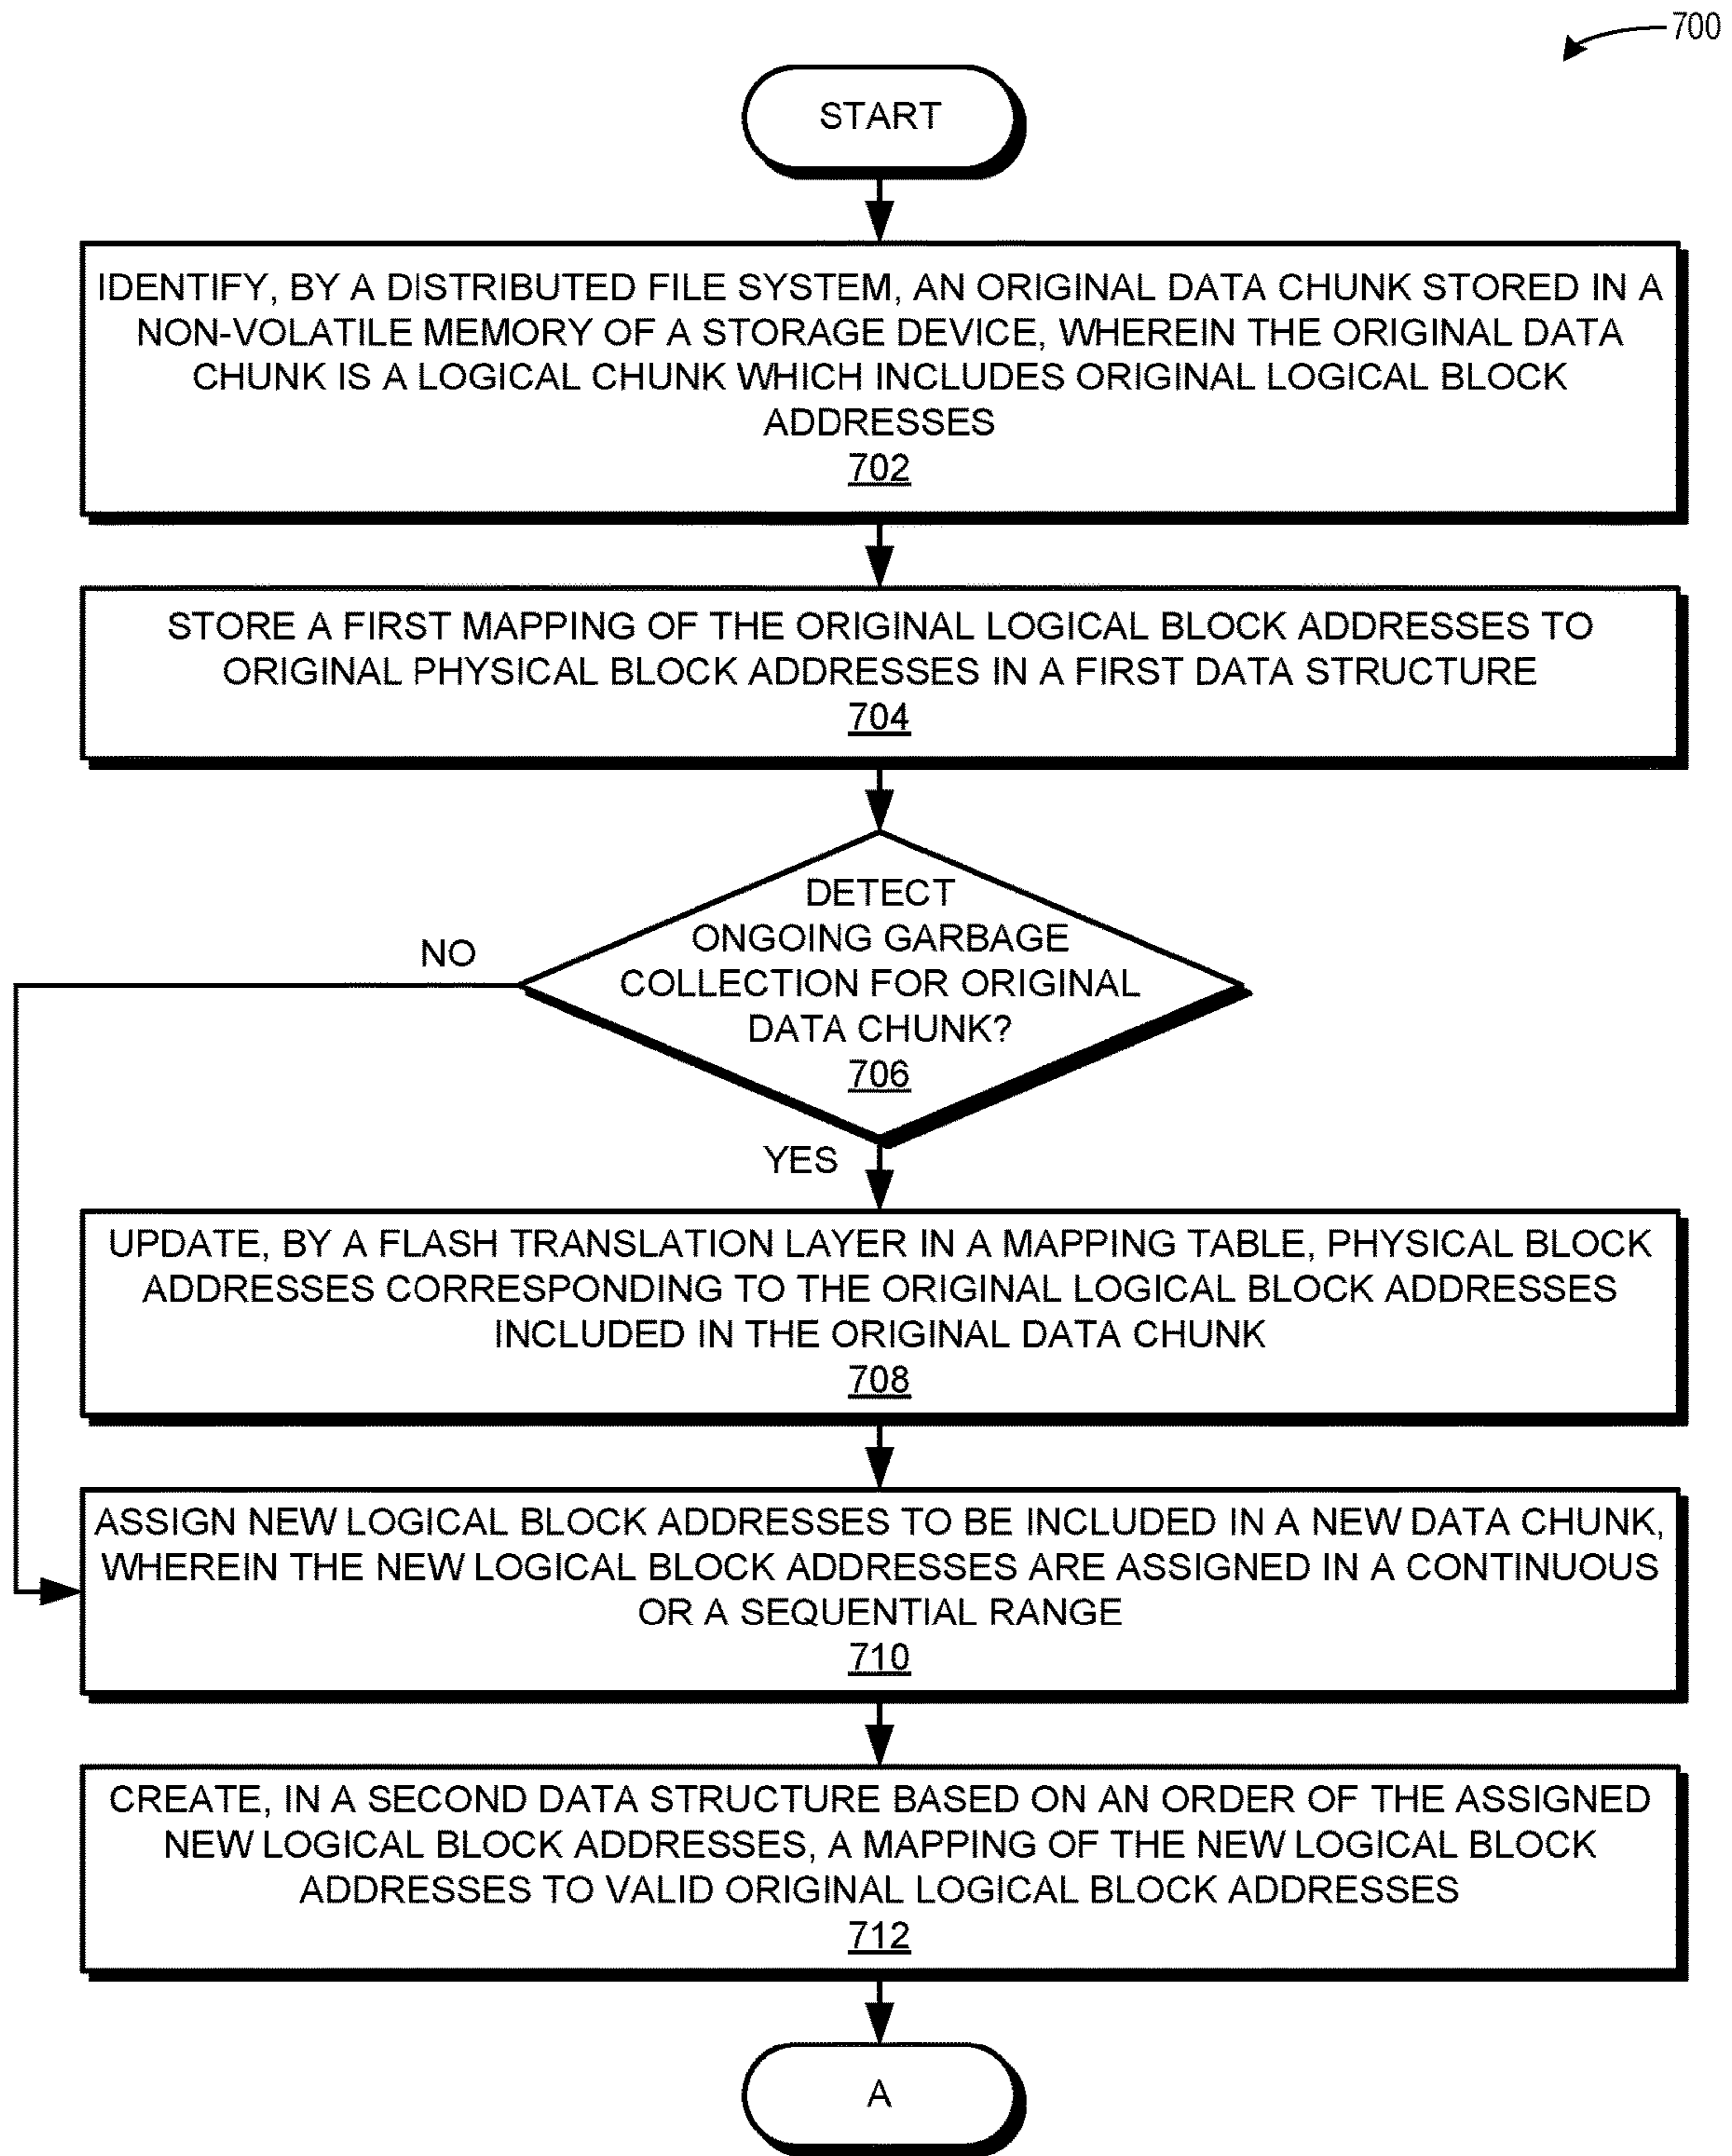 700
START
IDENTIFY, BY A DISTRIBUTED FILE SYSTEM, AN ORIGINAL DATA CHUNK STORED IN A
NON-VOLATILE MEMORY OF A STORAGE DEVICE, WHEREIN THE ORIGINAL DATA
CHUNK IS A LOGICAL CHUNK WHICH INCLUDES ORIGINAL LOGICAL BLOCK
ADDRESSES
702
STORE A FIRST MAPPING OF THE ORIGINAL LOGICAL BLOCK ADDRESSES TO
ORIGINAL PHYSICAL BLOCK ADDRESSES IN A FIRST DATA STRUCTURE
704
DETECT
ONGOING GARBAGE
COLLECTION FOR ORIGINAL
DATA CHUNK?
706
NO
YES
UPDATE, BY A FLASH TRANSLATION LAYER IN A MAPPING TABLE, PHYSICAL BLOCK
ADDRESSES CORRESPONDING TO THE ORIGINAL LOGICAL BLOCK ADDRESSES
INCLUDED IN THE ORIGINAL DATA CHUNK
708
ASSIGN NEW LOGICAL BLOCK ADDRESSES TO BE INCLUDED IN A NEW DATA CHUNK,
WHEREIN THE NEW LOGICAL BLOCK ADDRESSES ARE ASSIGNED IN A CONTINUOUS
OR A SEQUENTIAL RANGE
710
CREATE, IN A SECOND DATA STRUCTURE BASED ON AN ORDER OF THE ASSIGNED
NEW LOGICAL BLOCK ADDRESSES, A MAPPING OF THE NEW LOGICAL BLOCK
ADDRESSES TO VALID ORIGINAL LOGICAL BLOCK ADDRESSES
712
A